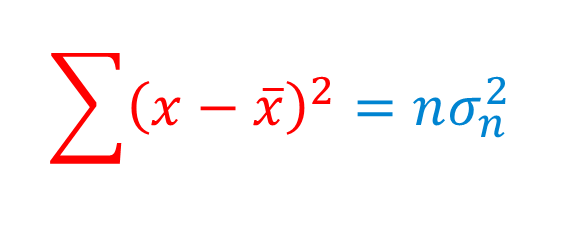 ∑(x − x̄)² = nσₙ²